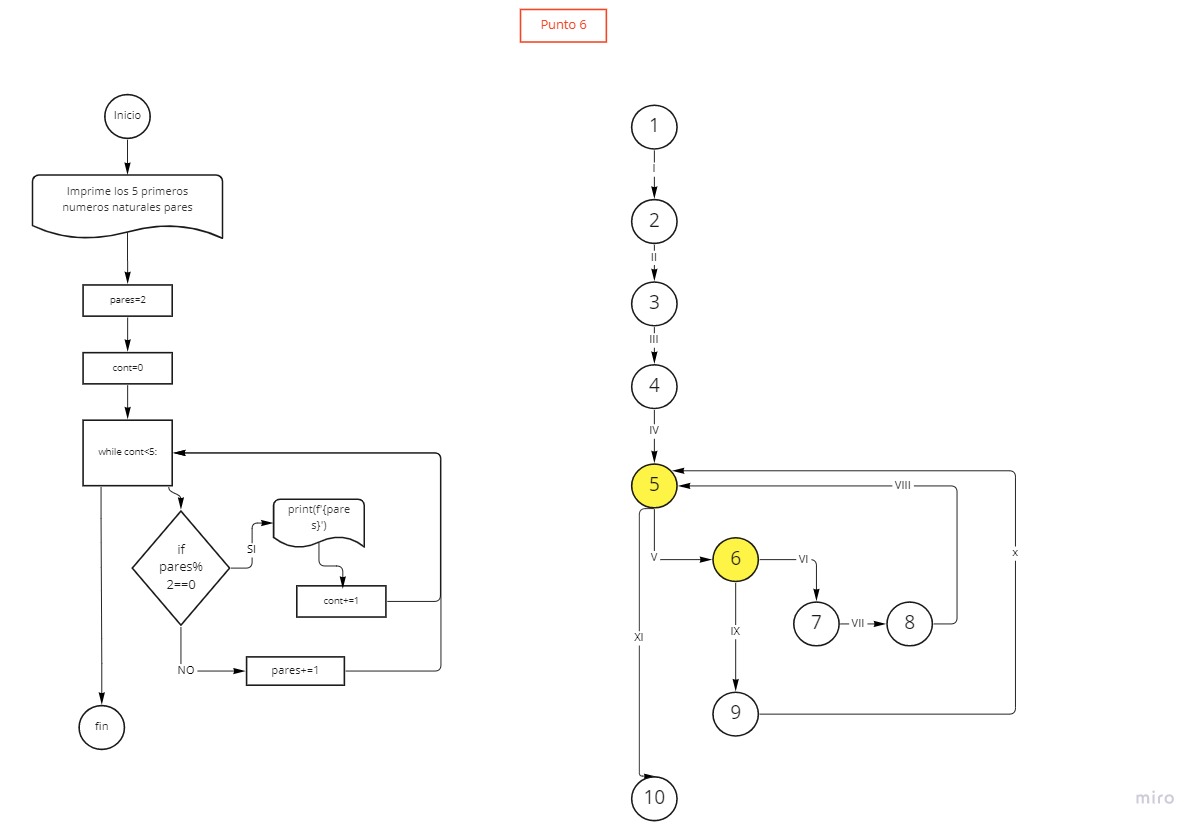 Punto 6
Inicio
Imprime los 5 primeros
numeros naturales pares
pares=2
cont=0
while cont<5:
if
pares%
2==0
SI
print(f'{pare
s}')
cont+=1
NO
pares+=1
fin
1
I
2
II
3
III
4
IV
5
VIII
V
6
VI
X
7
VII
8
XI
IX
9
10
miro